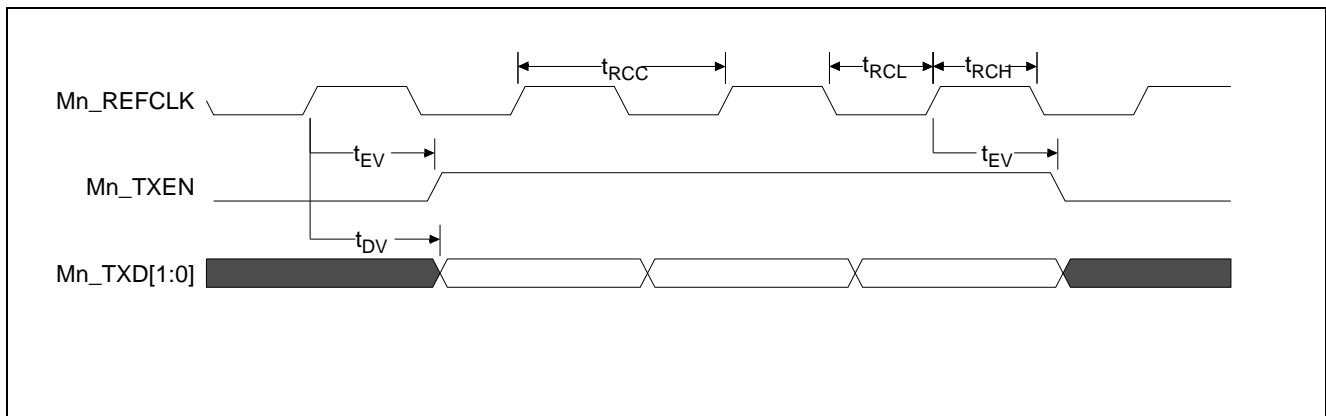 tRCC
tRCL
tRCH
Mn_REFCLK
tEV
tEV
Mn_TXEN
tDV
Mn_TXD[1:0]